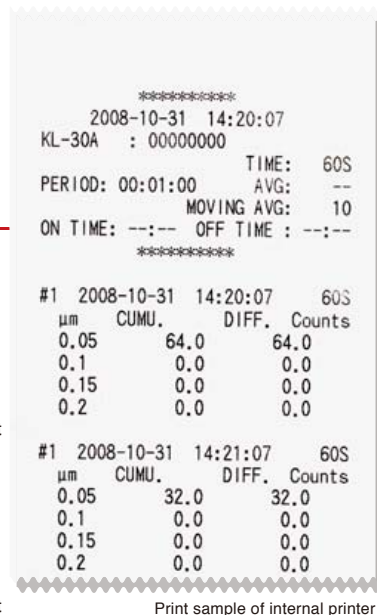 **********
2008-10-31 14:20:07
KL-30A : 00000000
TIME: 60S
PERIOD: 00:01:00 AVG: --
MOVING AVG: 10
ON TIME: --:-- OFF TIME : --:--
**********
#1 2008-10-31 14:20:07 60S
µm CUMU. DIFF. Counts
0.05 64.0 64.0
0.1 0.0 0.0
0.15 0.0 0.0
0.2 0.0 0.0
#1 2008-10-31 14:21:07 60S
µm CUMU. DIFF. Counts
0.05 32.0 32.0
0.1 0.0 0.0
0.15 0.0 0.0
0.2 0.0 0.0
Print sample of internal printer